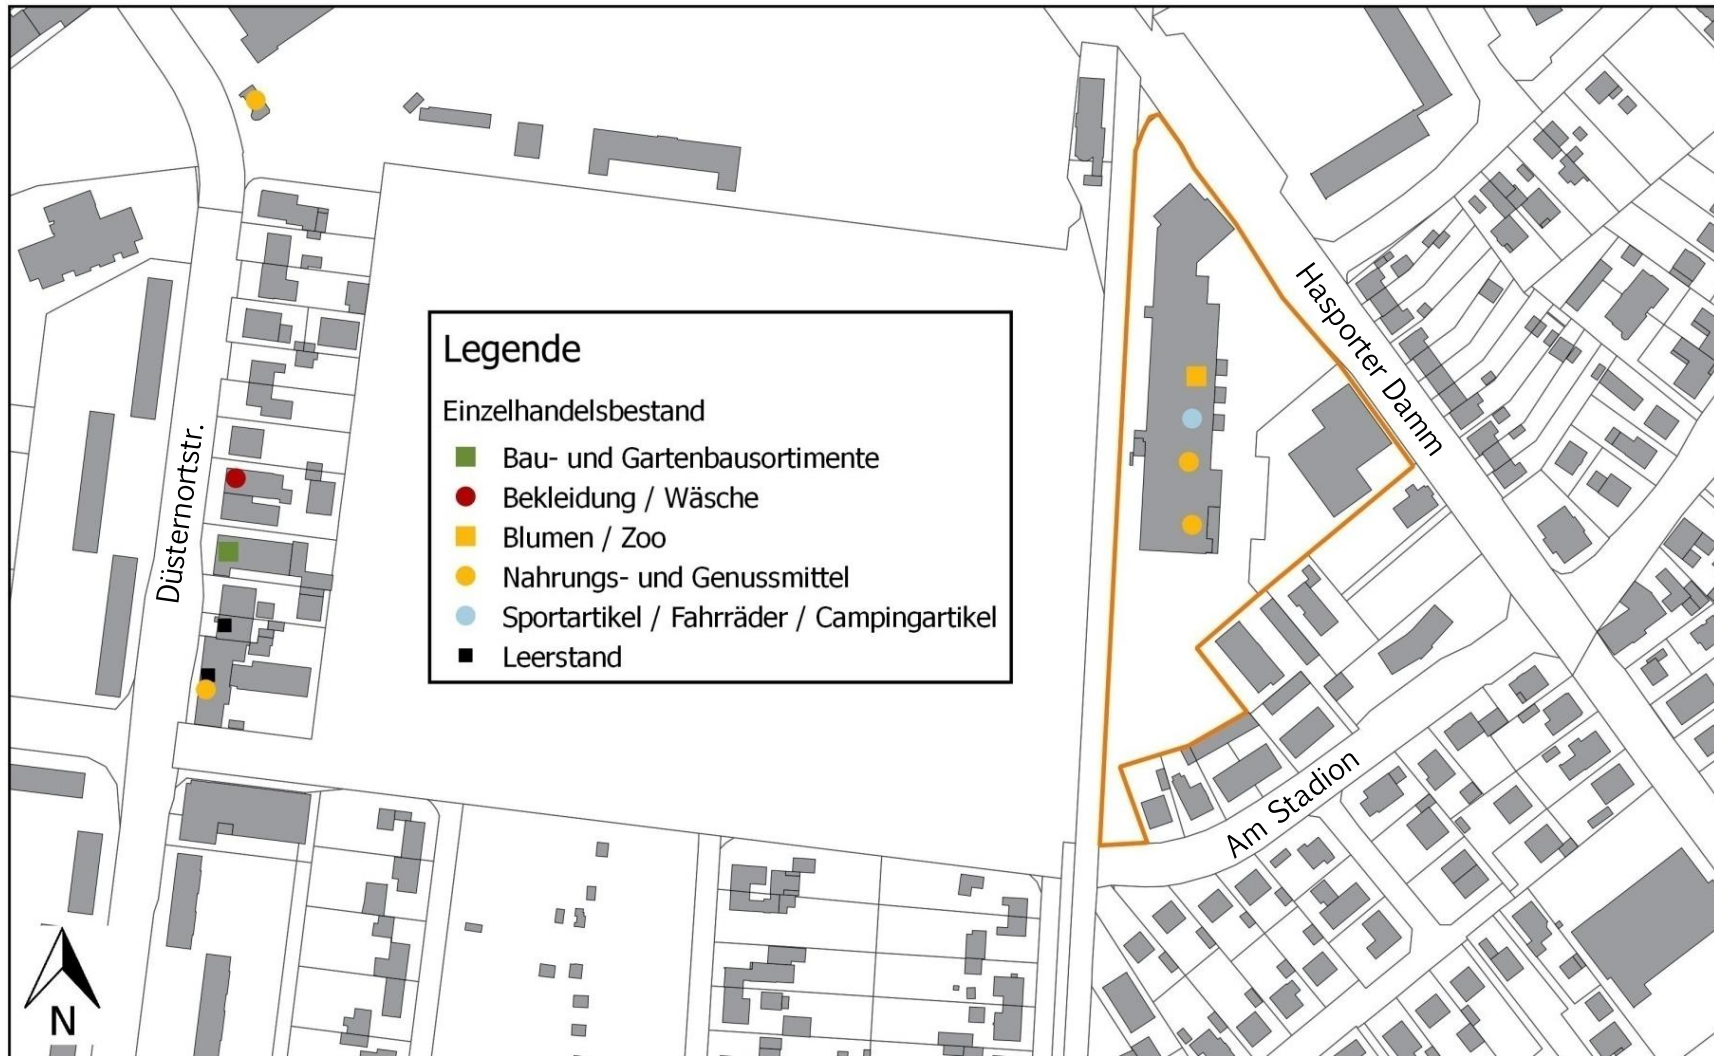 Legende
Einzelhandelsbestand
Bau- und Gartenbausortimente
Bekleidung / Wäsche
Blumen / Zoo
Nahrungs- und Genussmittel
Sportartikel / Fahrräder / Campingartikel
Leerstand
Düsternortstr.
Hasporter Damm
Am Stadion
N